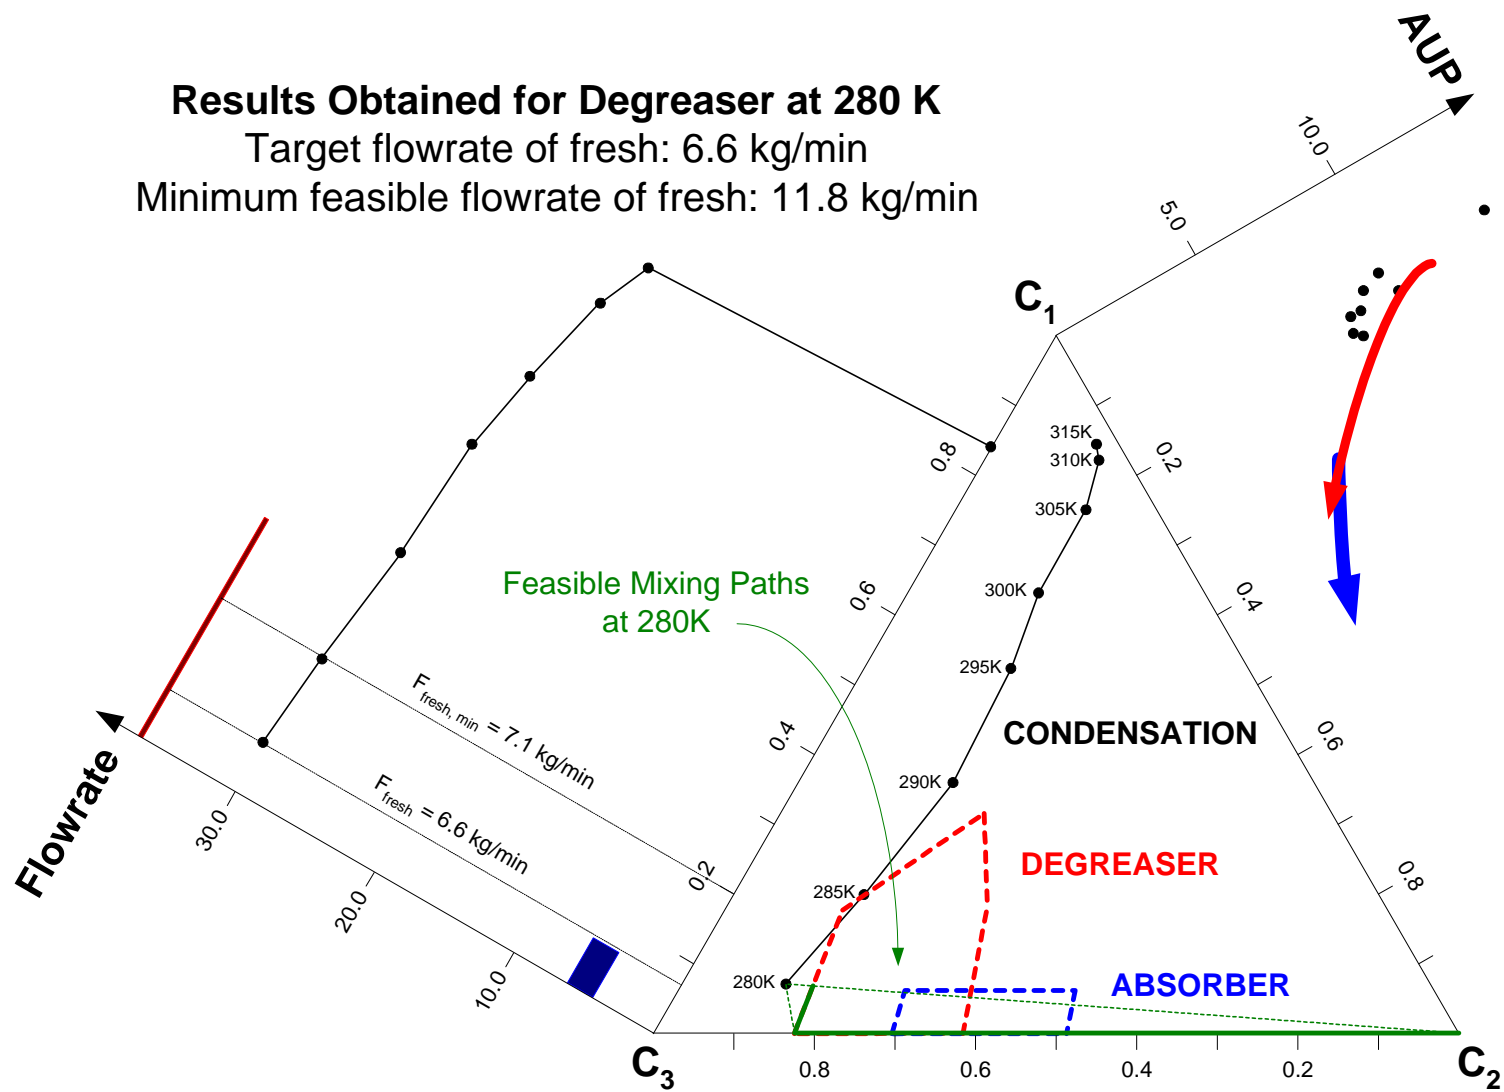 Results Obtained for Degreaser at 280 K
Target flowrate of fresh: 6.6 kg/min
Minimum feasible flowrate of fresh: 11.8 kg/min
AUP
10.0
5.0
C1
315K
310K
305K
300K
295K
290K
285K
280K
0.8
0.6
0.4
0.2
0.2
0.4
0.6
0.8
Feasible Mixing Paths
at 280K
Ffresh, min = 7.1 kg/min
Ffresh = 6.6 kg/min
CONDENSATION
DEGREASER
ABSORBER
Flowrate
30.0
20.0
10.0
C3
0.8
0.6
0.4
0.2
C2